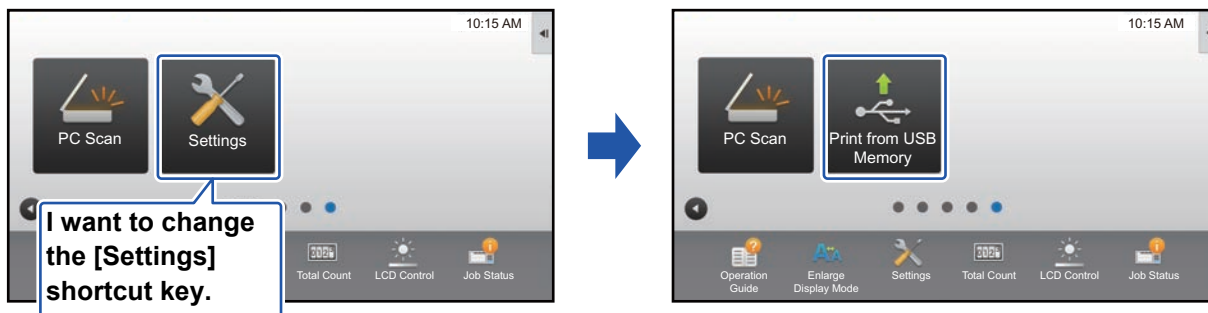 10:15 AM
PC Scan
Settings
I want to change
the [Settings]
shortcut key.
Total Count
LCD Control
Job Status
10:15 AM
PC Scan
Print from USB
Memory
Operation
Guide
Enlarge
Display Mode
Settings
Total Count
LCD Control
Job Status